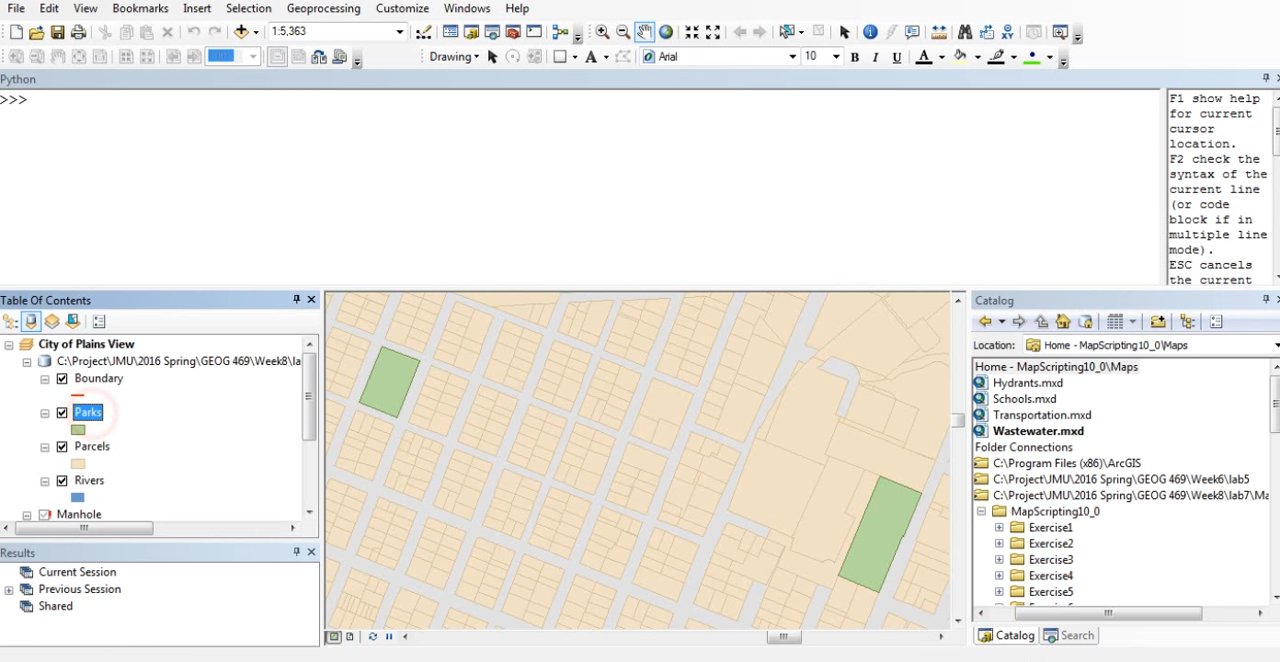 File Edit View Bookmarks Insert Selection Geoprocessing Customize Windows Help
1:5,363
Drawing Arial 10 B I U A
Python
>>>
F1 show help
for current
cursor
location.
F2 check the
syntax of the
current line
(or code
block if in
multiple line
mode).
ESC cancels
the current
Table Of Contents
City of Plains View
C:\Project\JMU\2016 Spring\GEOG 469\Week8\la
Boundary
Parks
Parcels
Rivers
Manhole
Results
Current Session
Previous Session
Shared
Catalog
Location: Home - MapScripting10_0\Maps
Home - MapScripting10_0\Maps
Hydrants.mxd
Schools.mxd
Transportation.mxd
Wastewater.mxd
Folder Connections
C:\Program Files (x86)\ArcGIS
C:\Project\JMU\2016 Spring\GEOG 469\Week6\lab5
C:\Project\JMU\2016 Spring\GEOG 469\Week8\lab7\Ma
MapScripting10_0
Exercise1
Exercise2
Exercise3
Exercise4
Exercise5
Catalog Search